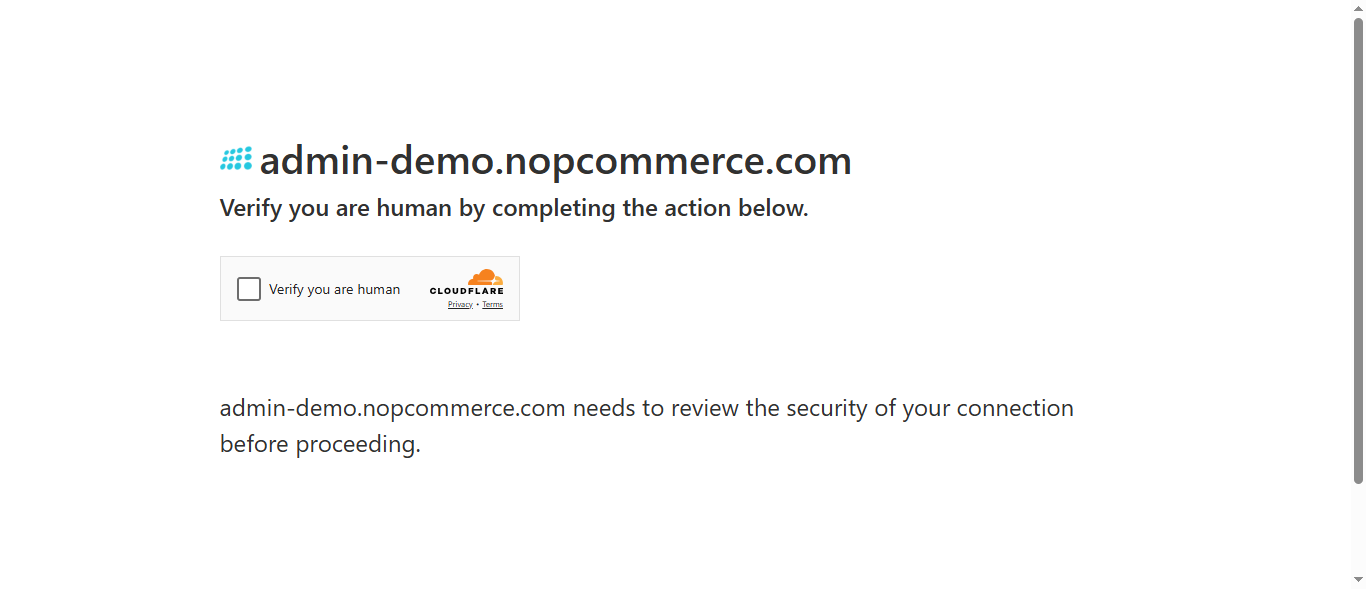 admin-demo.nopcommerce.com
Verify you are human by completing the action below.
Verify you are human
CLOUDFLARE
Privacy • Terms
admin-demo.nopcommerce.com needs to review the security of your connection
before proceeding.